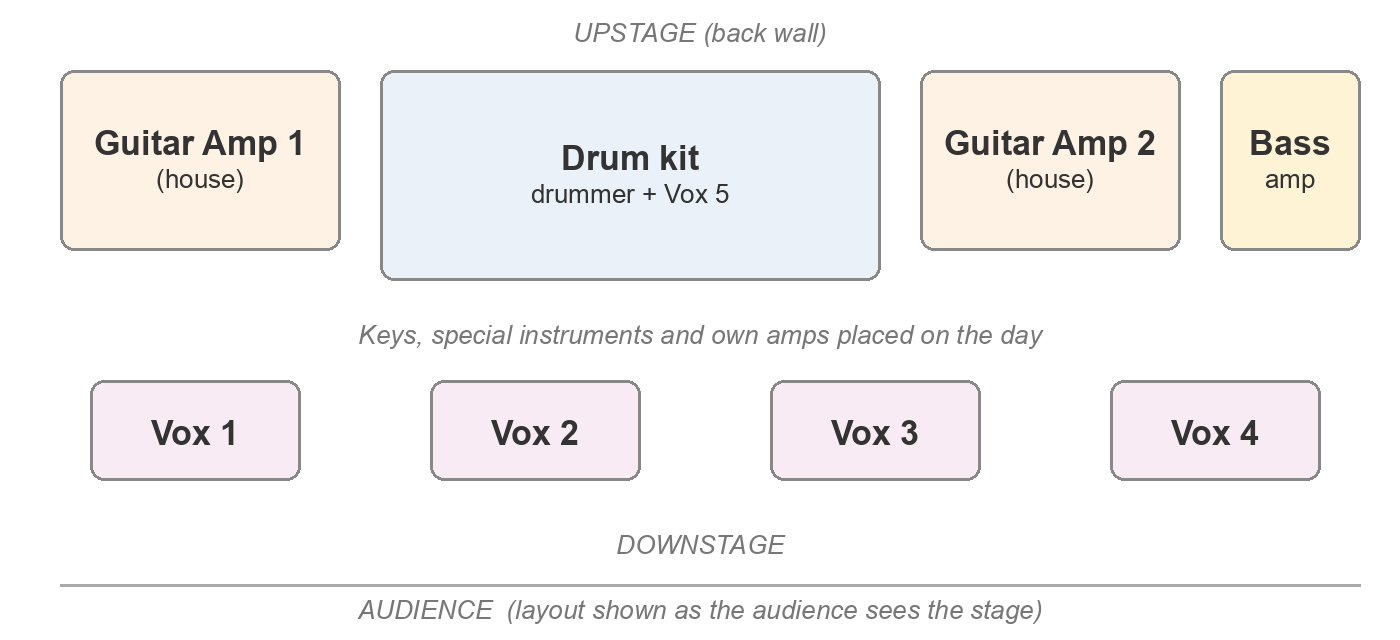 UPSTAGE (back wall)
Guitar Amp 1
(house)
Drum kit
drummer + Vox 5
Guitar Amp 2
(house)
Bass
amp
Keys, special instruments and own amps placed on the day
Vox 1
Vox 2
Vox 3
Vox 4
DOWNSTAGE
AUDIENCE (layout shown as the audience sees the stage)